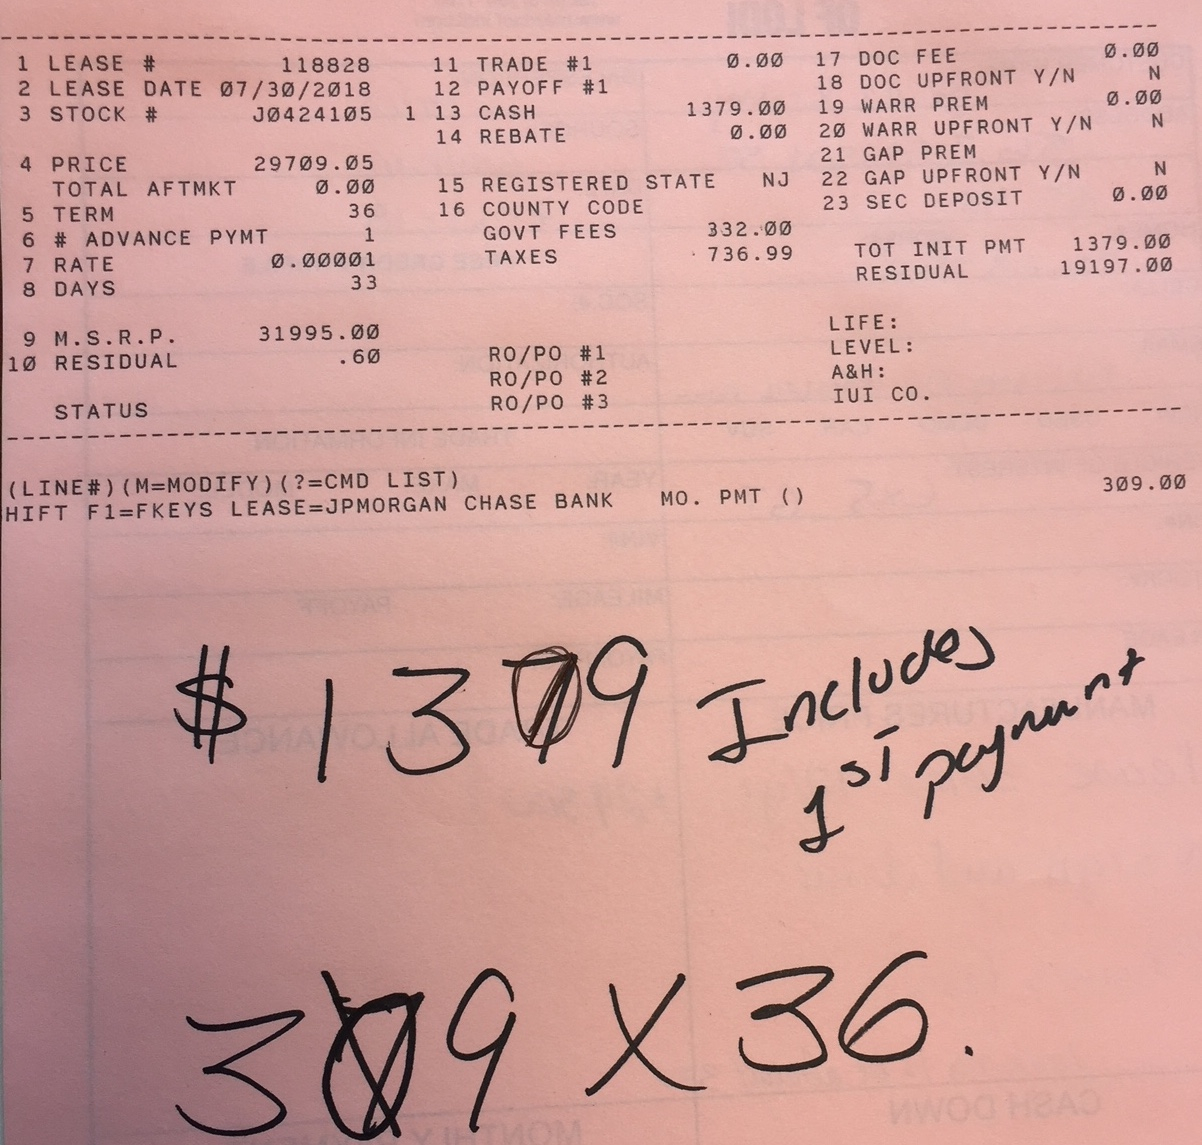 1 LEASE # 118828 11 TRADE #1 0.00 17 DOC FEE 0.00
2 LEASE DATE 07/30/2018 12 PAYOFF #1 18 DOC UPFRONT Y/N N
3 STOCK # J0424105 1 13 CASH 1379.00 19 WARR PREM 0.00
14 REBATE 0.00 20 WARR UPFRONT Y/N N
4 PRICE 29709.05 21 GAP PREM
TOTAL AFTMKT 0.00 15 REGISTERED STATE NJ 22 GAP UPFRONT Y/N N
5 TERM 36 16 COUNTY CODE 23 SEC DEPOSIT 0.00
6 # ADVANCE PYMT 1 GOVT FEES 332.00
7 RATE 0.00001 TAXES 736.99 TOT INIT PMT 1379.00
8 DAYS 33 RESIDUAL 19197.00
9 M.S.R.P. 31995.00 LIFE:
10 RESIDUAL .60 RO/PO #1 LEVEL:
RO/PO #2 A&H:
STATUS RO/PO #3 IUI CO.
(LINE#)(M=MODIFY)(?=CMD LIST)
HIFT F1=FKEYS LEASE=JPMORGAN CHASE BANK MO. PMT () 309.00
$ 1379 Includes
1st paynunt
309 X 36.